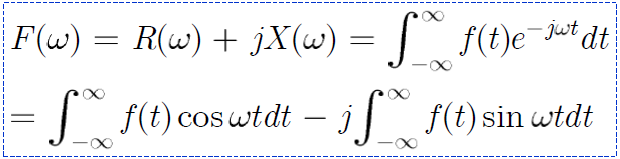 F(ω) = R(ω) + jX(ω) = ∫_{-∞}^{∞} f(t)e^{-jωt}dt
= ∫_{-∞}^{∞} f(t) cos ωtdt − j∫_{-∞}^{∞} f(t) sin ωtdt